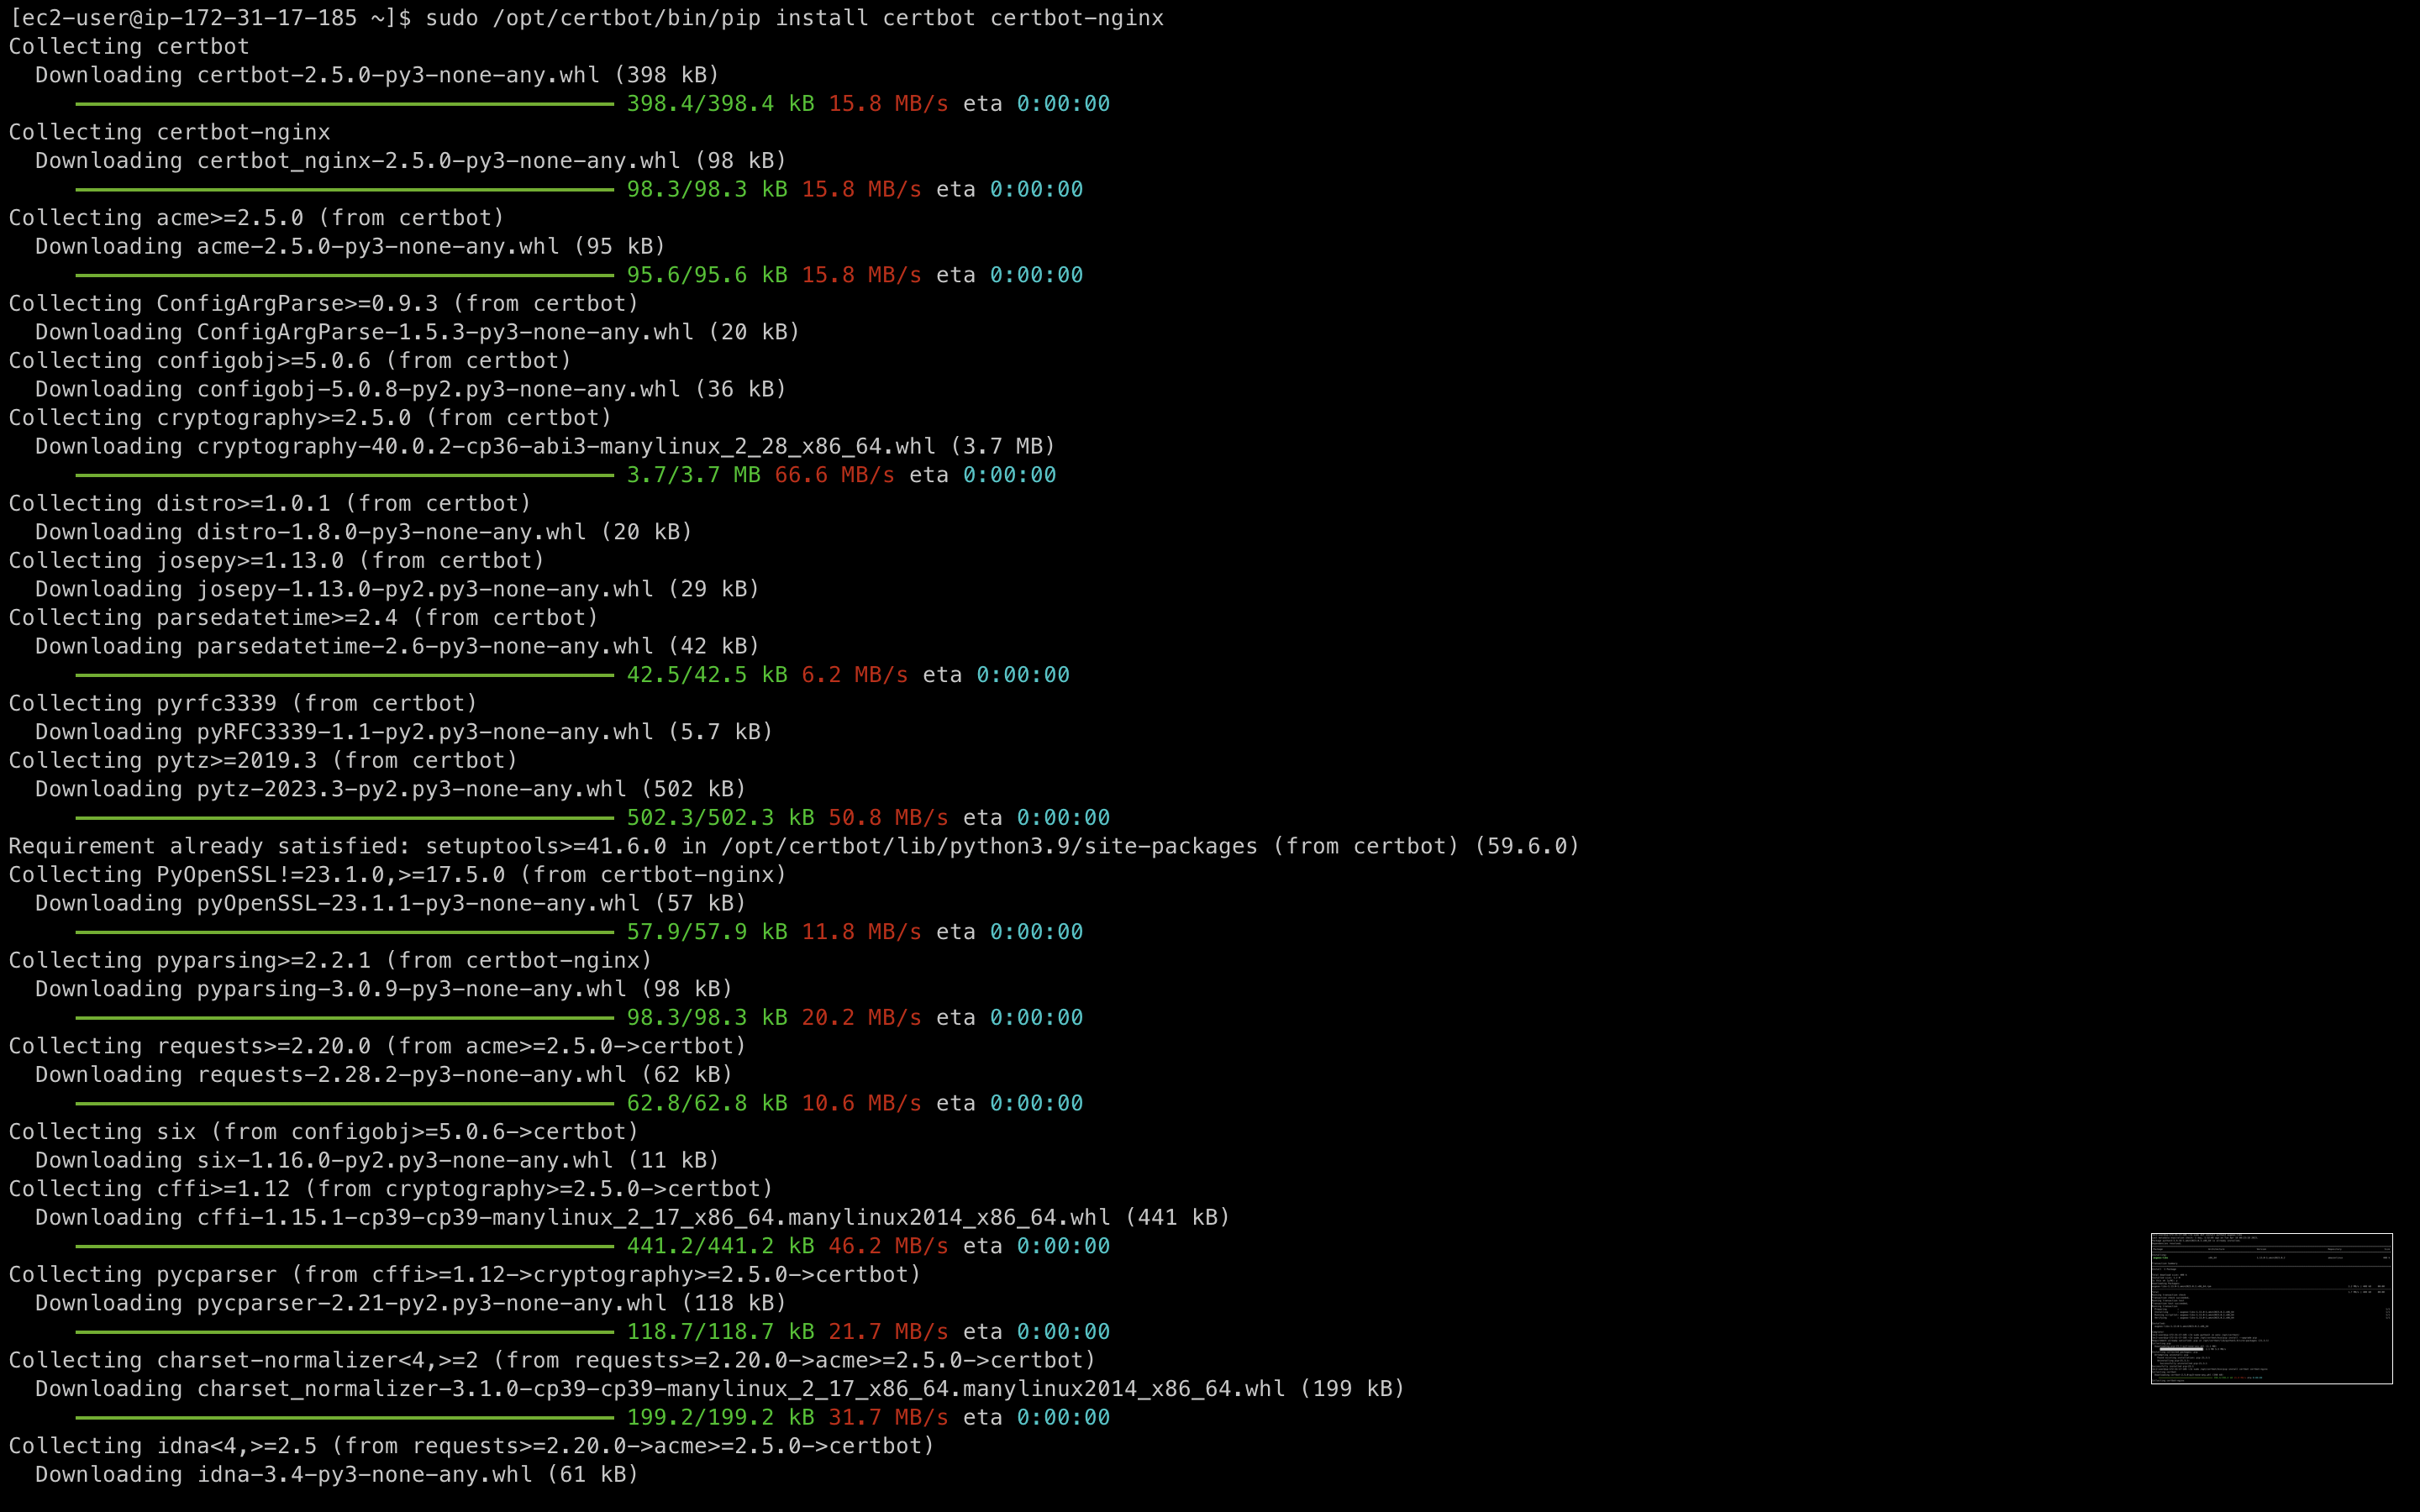 [ec2-user@ip-172-31-17-185 ~]$ sudo /opt/certbot/bin/pip install certbot certbot-nginx
Collecting certbot
  Downloading certbot-2.5.0-py3-none-any.whl (398 kB)
     398.4/398.4 kB 15.8 MB/s eta 0:00:00
Collecting certbot-nginx
  Downloading certbot_nginx-2.5.0-py3-none-any.whl (98 kB)
     98.3/98.3 kB 15.8 MB/s eta 0:00:00
Collecting acme>=2.5.0 (from certbot)
  Downloading acme-2.5.0-py3-none-any.whl (95 kB)
     95.6/95.6 kB 15.8 MB/s eta 0:00:00
Collecting ConfigArgParse>=0.9.3 (from certbot)
  Downloading ConfigArgParse-1.5.3-py3-none-any.whl (20 kB)
Collecting configobj>=5.0.6 (from certbot)
  Downloading configobj-5.0.8-py2.py3-none-any.whl (36 kB)
Collecting cryptography>=2.5.0 (from certbot)
  Downloading cryptography-40.0.2-cp36-abi3-manylinux_2_28_x86_64.whl (3.7 MB)
     3.7/3.7 MB 66.6 MB/s eta 0:00:00
Collecting distro>=1.0.1 (from certbot)
  Downloading distro-1.8.0-py3-none-any.whl (20 kB)
Collecting josepy>=1.13.0 (from certbot)
  Downloading josepy-1.13.0-py2.py3-none-any.whl (29 kB)
Collecting parsedatetime>=2.4 (from certbot)
  Downloading parsedatetime-2.6-py3-none-any.whl (42 kB)
     42.5/42.5 kB 6.2 MB/s eta 0:00:00
Collecting pyrfc3339 (from certbot)
  Downloading pyRFC3339-1.1-py2.py3-none-any.whl (5.7 kB)
Collecting pytz>=2019.3 (from certbot)
  Downloading pytz-2023.3-py2.py3-none-any.whl (502 kB)
     502.3/502.3 kB 50.8 MB/s eta 0:00:00
Requirement already satisfied: setuptools>=41.6.0 in /opt/certbot/lib/python3.9/site-packages (from certbot) (59.6.0)
Collecting PyOpenSSL!=23.1.0,>=17.5.0 (from certbot-nginx)
  Downloading pyOpenSSL-23.1.1-py3-none-any.whl (57 kB)
     57.9/57.9 kB 11.8 MB/s eta 0:00:00
Collecting pyparsing>=2.2.1 (from certbot-nginx)
  Downloading pyparsing-3.0.9-py3-none-any.whl (98 kB)
     98.3/98.3 kB 20.2 MB/s eta 0:00:00
Collecting requests>=2.20.0 (from acme>=2.5.0->certbot)
  Downloading requests-2.28.2-py3-none-any.whl (62 kB)
     62.8/62.8 kB 10.6 MB/s eta 0:00:00
Collecting six (from configobj>=5.0.6->certbot)
  Downloading six-1.16.0-py2.py3-none-any.whl (11 kB)
Collecting cffi>=1.12 (from cryptography>=2.5.0->certbot)
  Downloading cffi-1.15.1-cp39-cp39-manylinux_2_17_x86_64.manylinux2014_x86_64.whl (441 kB)
     441.2/441.2 kB 46.2 MB/s eta 0:00:00
Collecting pycparser (from cffi>=1.12->cryptography>=2.5.0->certbot)
  Downloading pycparser-2.21-py2.py3-none-any.whl (118 kB)
     118.7/118.7 kB 21.7 MB/s eta 0:00:00
Collecting charset-normalizer<4,>=2 (from requests>=2.20.0->acme>=2.5.0->certbot)
  Downloading charset_normalizer-3.1.0-cp39-cp39-manylinux_2_17_x86_64.manylinux2014_x86_64.whl (199 kB)
     199.2/199.2 kB 31.7 MB/s eta 0:00:00
Collecting idna<4,>=2.5 (from requests>=2.20.0->acme>=2.5.0->certbot)
  Downloading idna-3.4-py3-none-any.whl (61 kB)